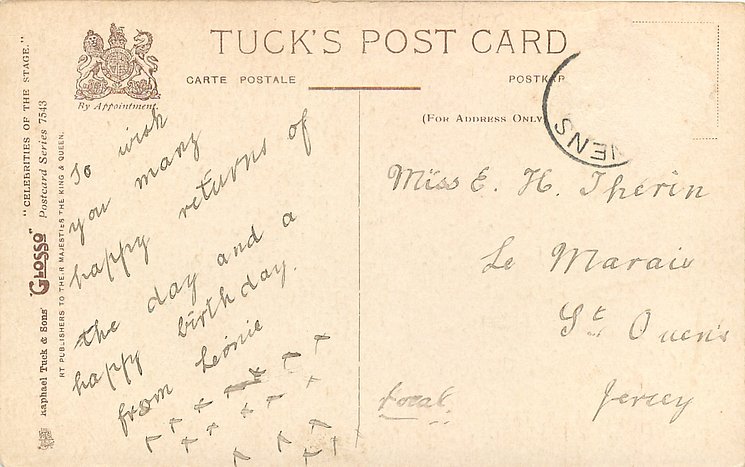 TUCK'S POST CARD
CARTE POSTALE
POSTKAR
By Appointment.
(FOR ADDRESS ONLY
NENS
"CELEBRITIES OF THE STAGE."
Raphael Tuck & Sons' "GLOSSO" Postcard Series 7543
RT PUBLISHERS TO THEIR MAJESTIES THE KING & QUEEN.
To wish
you many
happy returns of
the day and a
happy birthday.
from Leonie
Miss E. H. Therin
Le Marais
St Ouen's
Jersey
Local